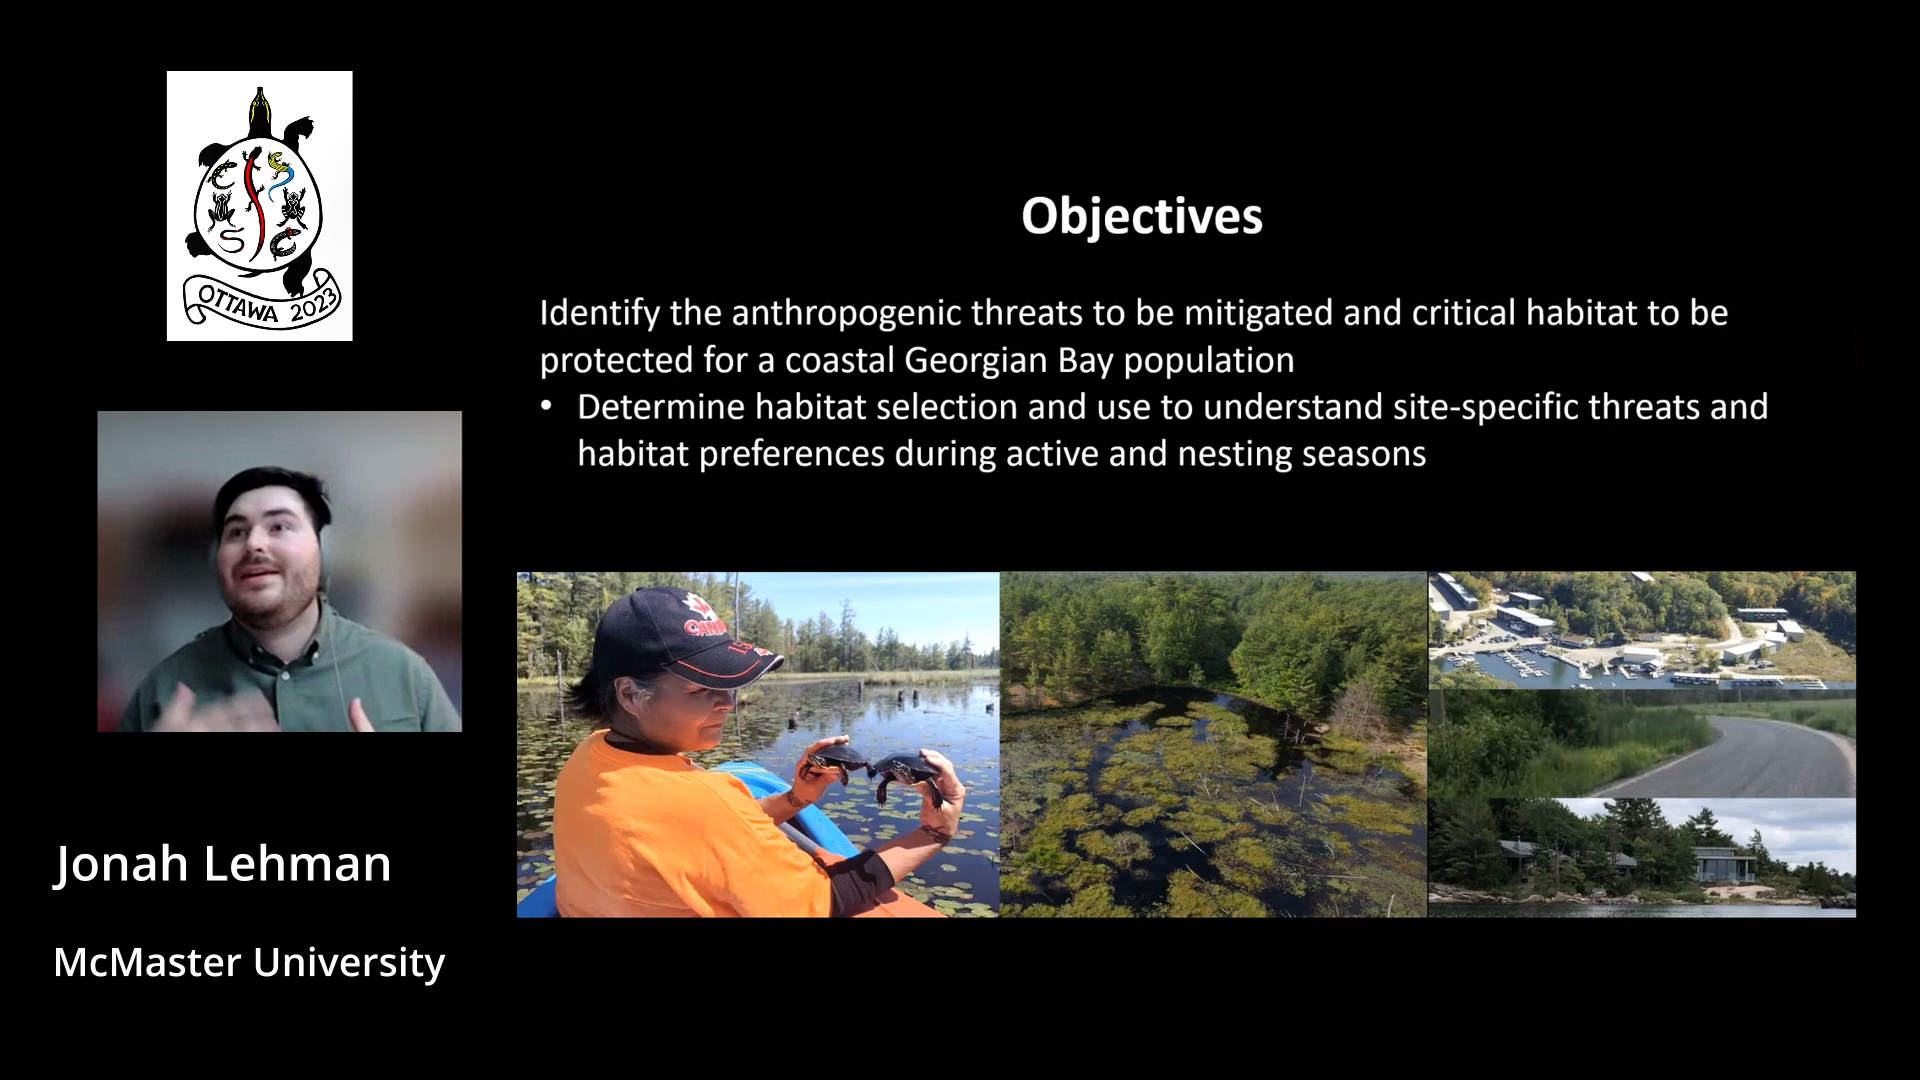 OTTAWA 2023
Objectives
Identify the anthropogenic threats to be mitigated and critical habitat to be
protected for a coastal Georgian Bay population
• Determine habitat selection and use to understand site-specific threats and
habitat preferences during active and nesting seasons
Jonah Lehman
McMaster University